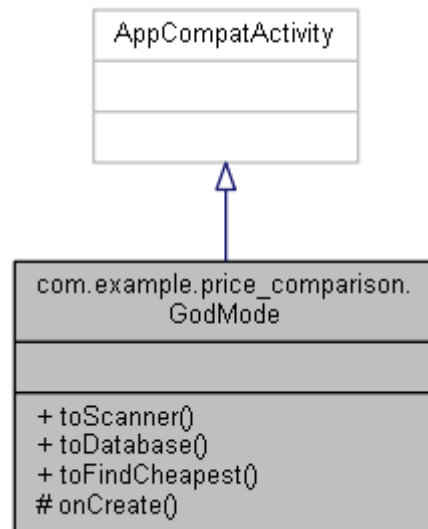 AppCompatActivity
com.example.price_comparison.
GodMode
+ toScanner()
+ toDatabase()
+ toFindCheapest()
# onCreate()